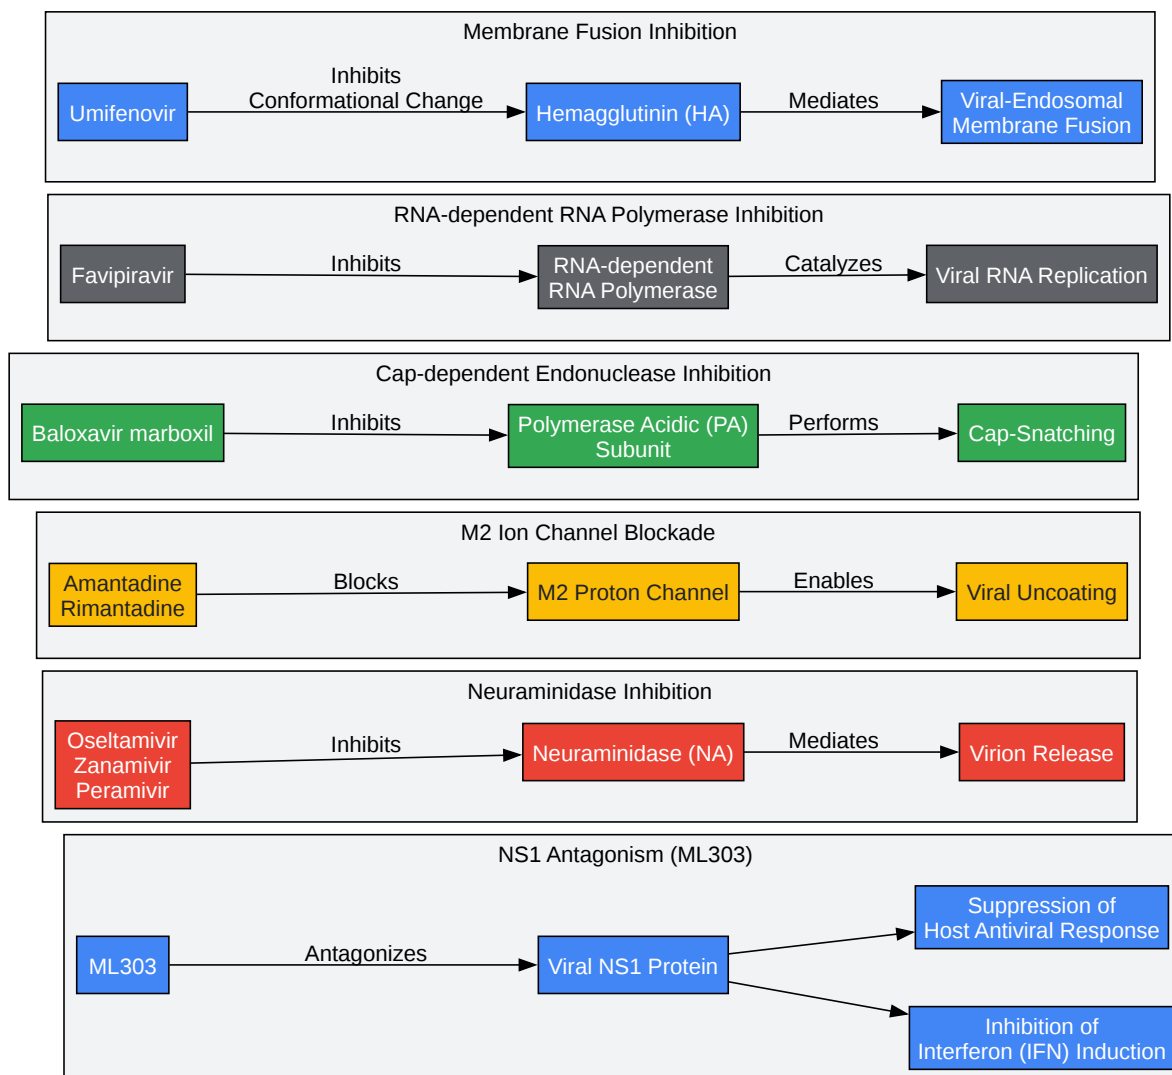 Membrane Fusion Inhibition
Umifenovir
Inhibits
Conformational Change
Hemagglutinin (HA)
Mediates
Viral-Endosomal
Membrane Fusion
RNA-dependent RNA Polymerase Inhibition
Favipiravir
Inhibits
RNA-dependent
RNA Polymerase
Catalyzes
Viral RNA Replication
Cap-dependent Endonuclease Inhibition
Baloxavir marboxil
Inhibits
Polymerase Acidic (PA)
Subunit
Performs
Cap-Snatching
M2 Ion Channel Blockade
Amantadine
Rimantadine
Blocks
M2 Proton Channel
Enables
Viral Uncoating
Neuraminidase Inhibition
Oseltamivir
Zanamivir
Peramivir
Inhibits
Neuraminidase (NA)
Mediates
Virion Release
NS1 Antagonism (ML303)
ML303
Antagonizes
Viral NS1 Protein
Suppression of
Host Antiviral Response
Inhibition of
Interferon (IFN) Induction